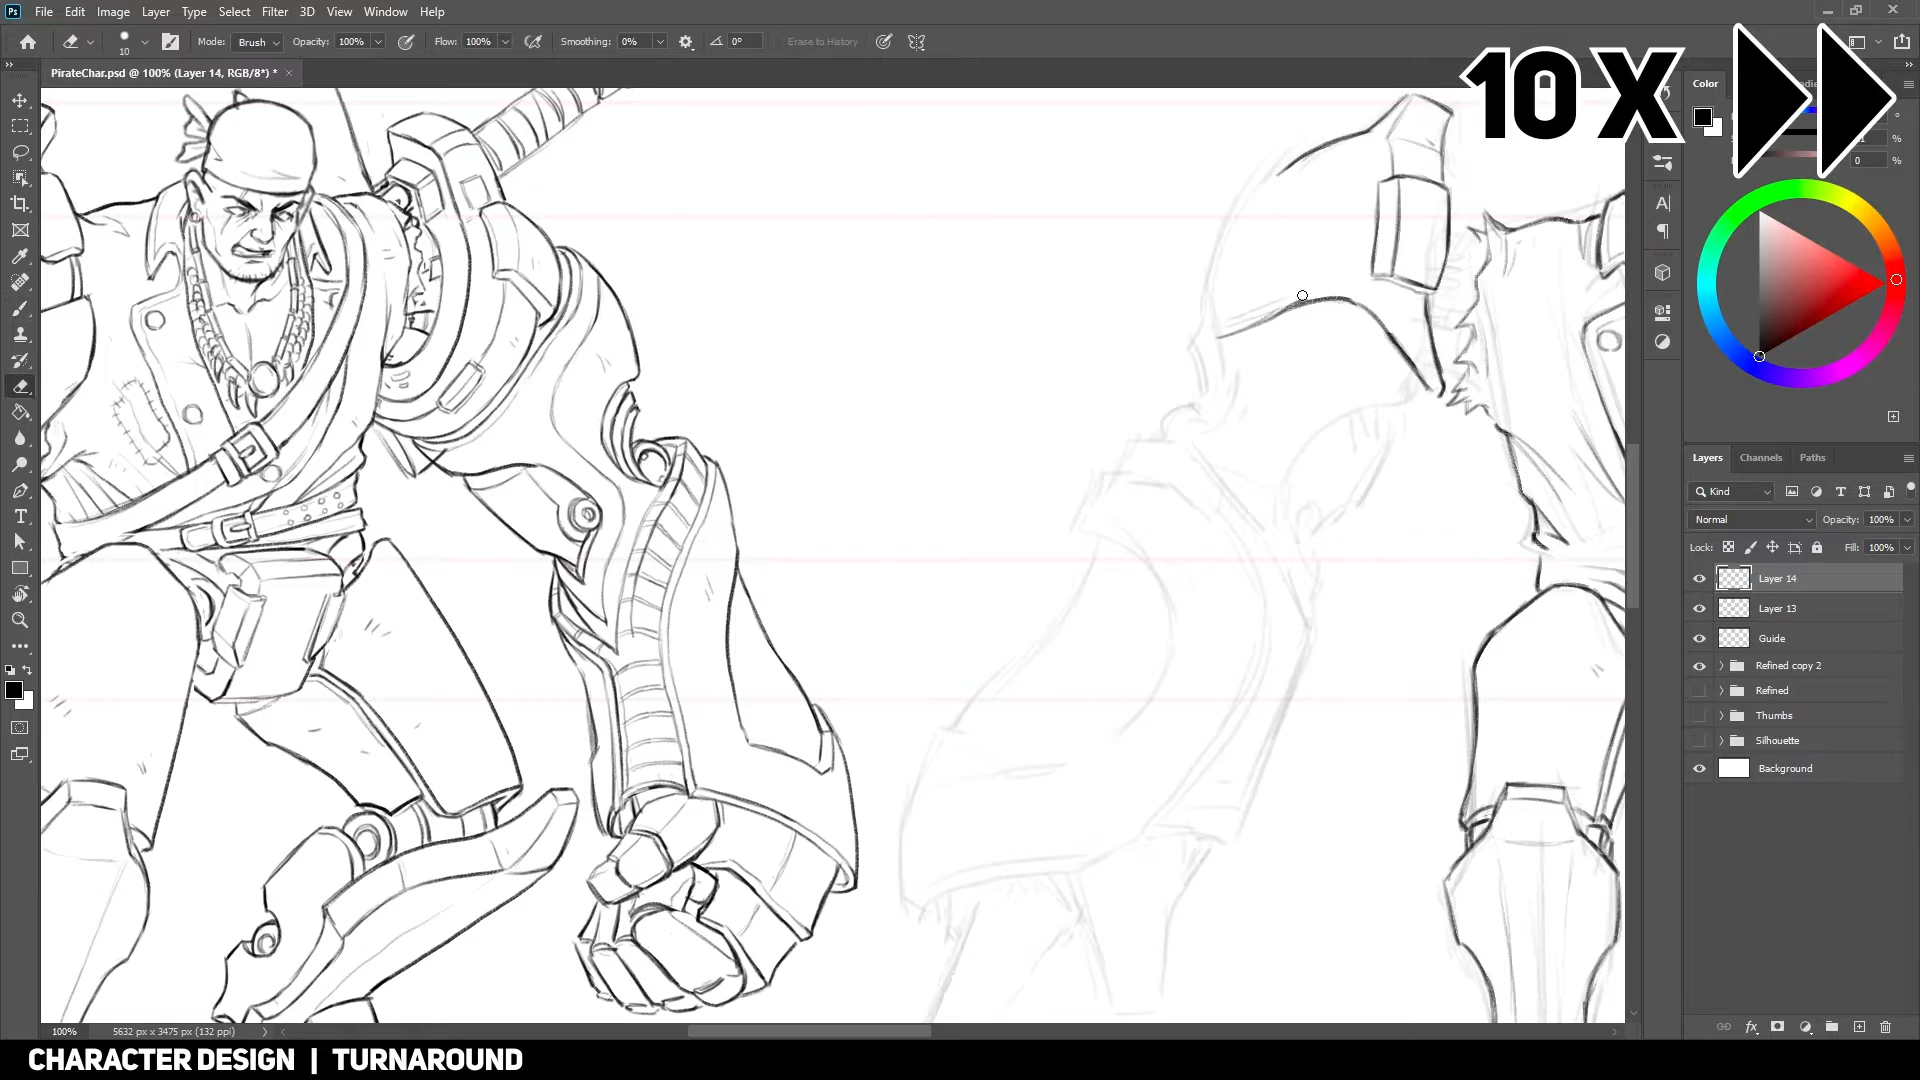 Ps File Edit Image Layer Type Select Filter 3D View Window Help
10 Mode: Brush Opacity: 100% Flow: 100% Smoothing: 0% 0° Erase to History
PirateChar.psd @ 100% (Layer 14, RGB/8*) * ×
10X
Color
%
0 %
Layers Channels Paths
Kind
Normal Opacity: 100%
Lock: Fill: 100%
Layer 14
Layer 13
Guide
Refined copy 2
Refined
Thumbs
Silhouette
Background
100% 5632 px x 3475 px (132 ppi)
CHARACTER DESIGN | TURNAROUND